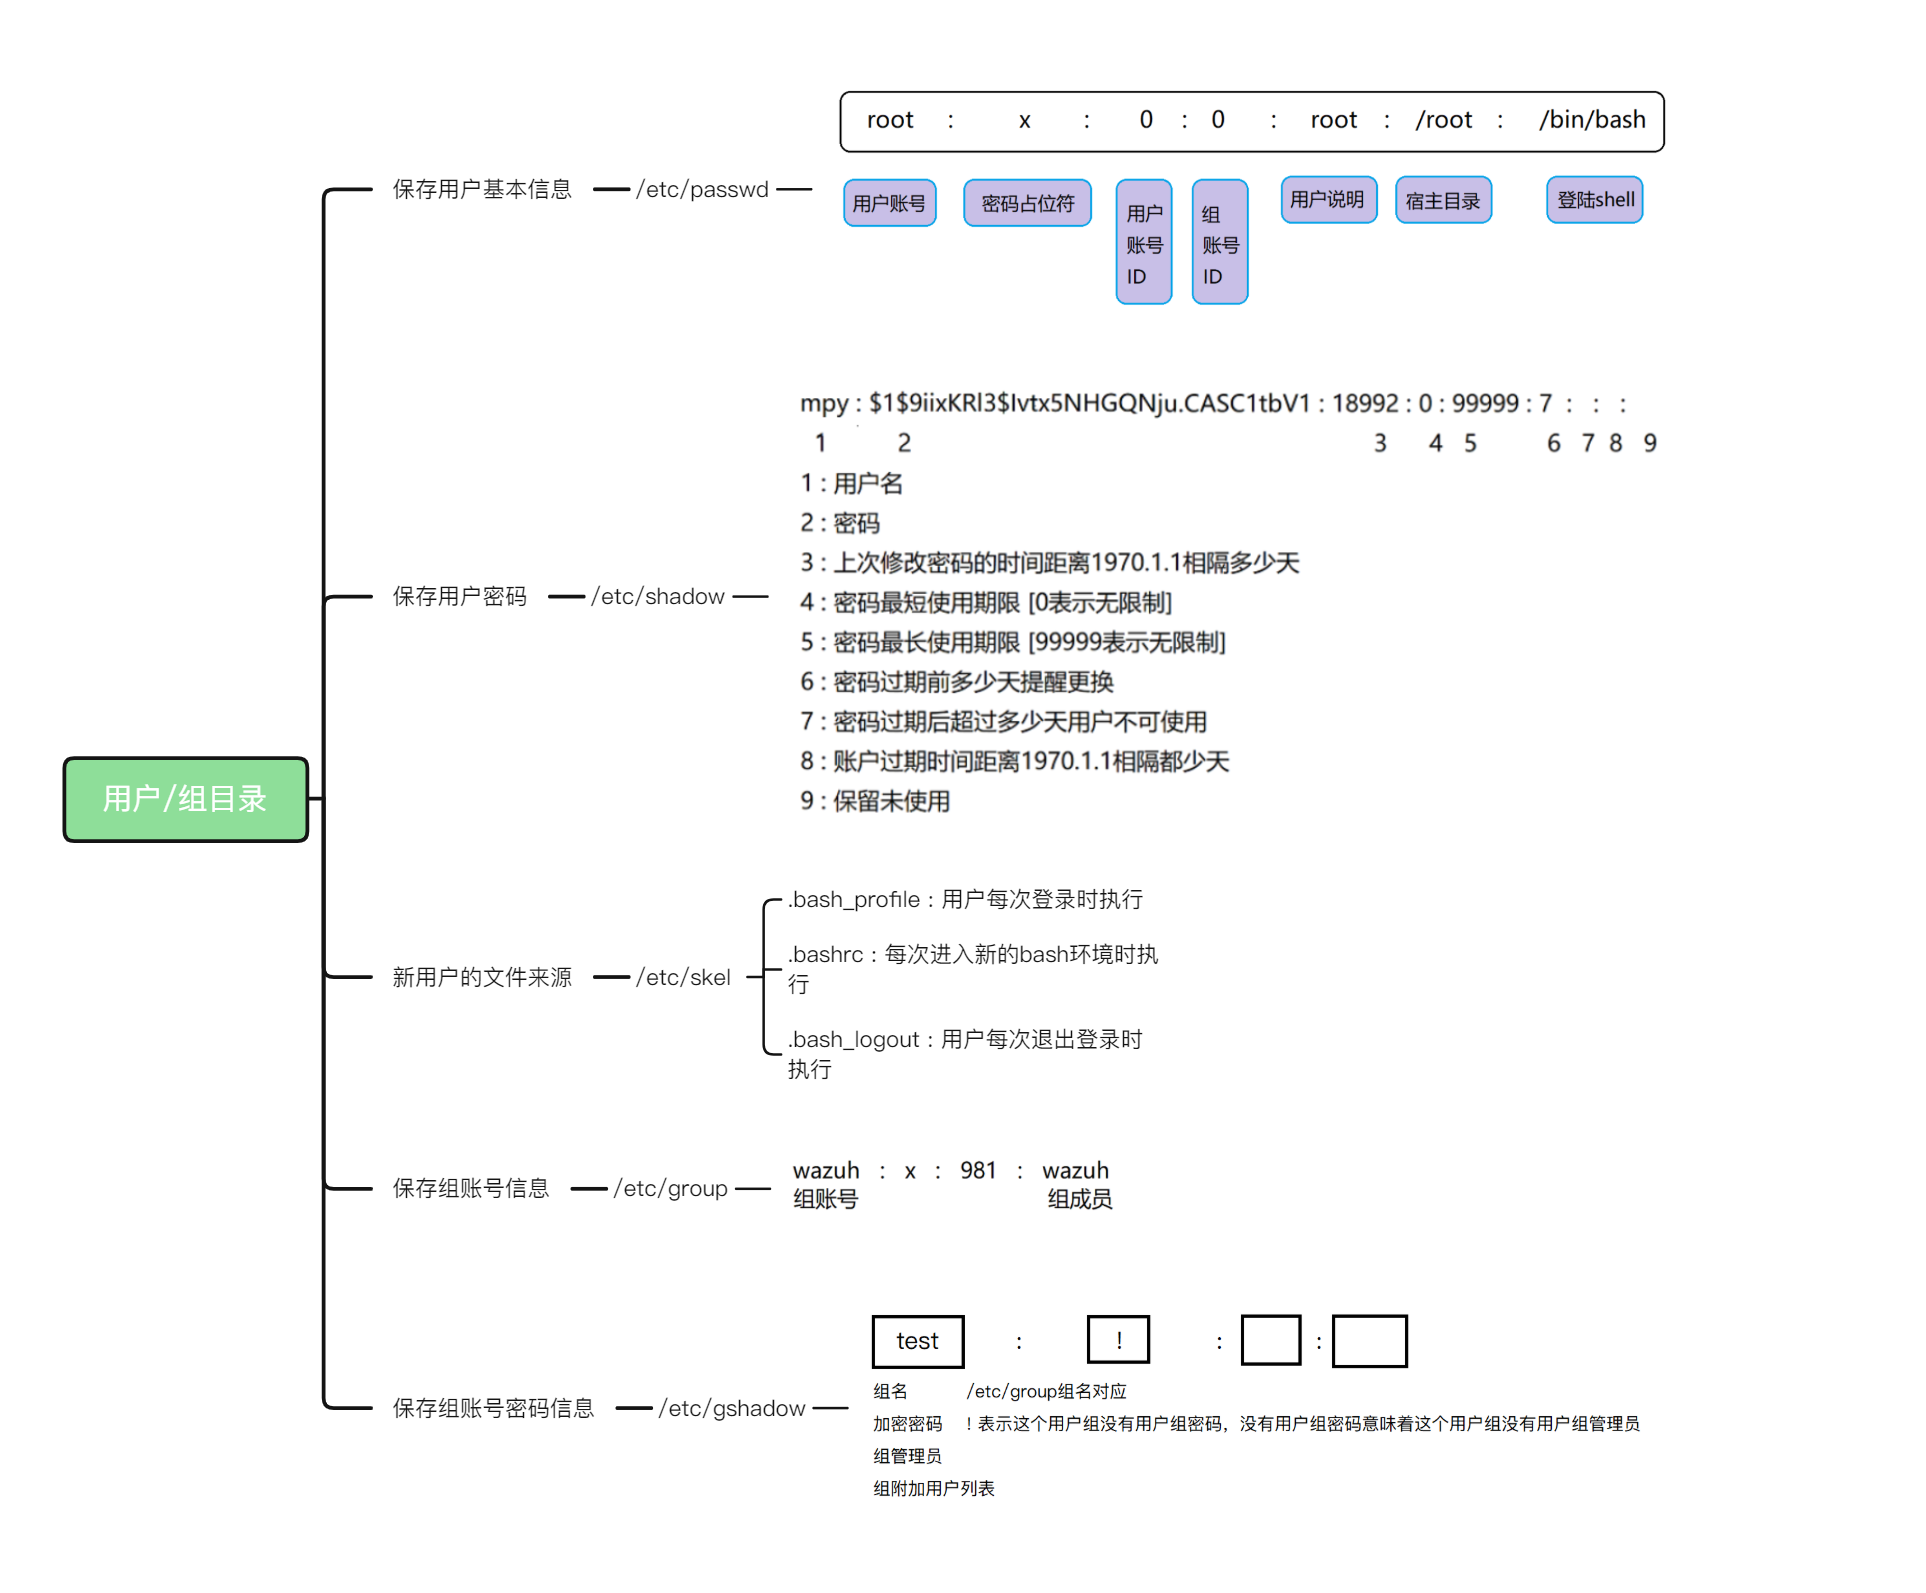 用户/组目录
保存用户基本信息
/etc/passwd
root : x : 0 : 0 : root : /root : /bin/bash
用户账号
密码占位符
用户
账号
ID
组
账号
ID
用户说明
宿主目录
登陆shell
保存用户密码
/etc/shadow
mpy : $1$9iixKRl3$Ivtx5NHGQNju.CASC1tbV1 : 18992 : 0 : 99999 : 7 : : :
1 2 3 4 5 6 7 8 9
1 : 用户名
2 : 密码
3 : 上次修改密码的时间距离1970.1.1相隔多少天
4 : 密码最短使用期限 [0表示无限制]
5 : 密码最长使用期限 [99999表示无限制]
6 : 密码过期前多少天提醒更换
7 : 密码过期后超过多少天用户不可使用
8 : 账户过期时间距离1970.1.1相隔都少天
9 : 保留未使用
新用户的文件来源
/etc/skel
.bash_profile : 用户每次登录时执行
.bashrc : 每次进入新的bash环境时执
行
.bash_logout : 用户每次退出登录时
执行
保存组账号信息
/etc/group
wazuh : x : 981 : wazuh
组账号 组成员
保存组账号密码信息
/etc/gshadow
test : ! : :
组名 /etc/group组名对应
加密密码 ! 表示这个用户组没有用户组密码，没有用户组密码意味着这个用户组没有用户组管理员
组管理员
组附加用户列表